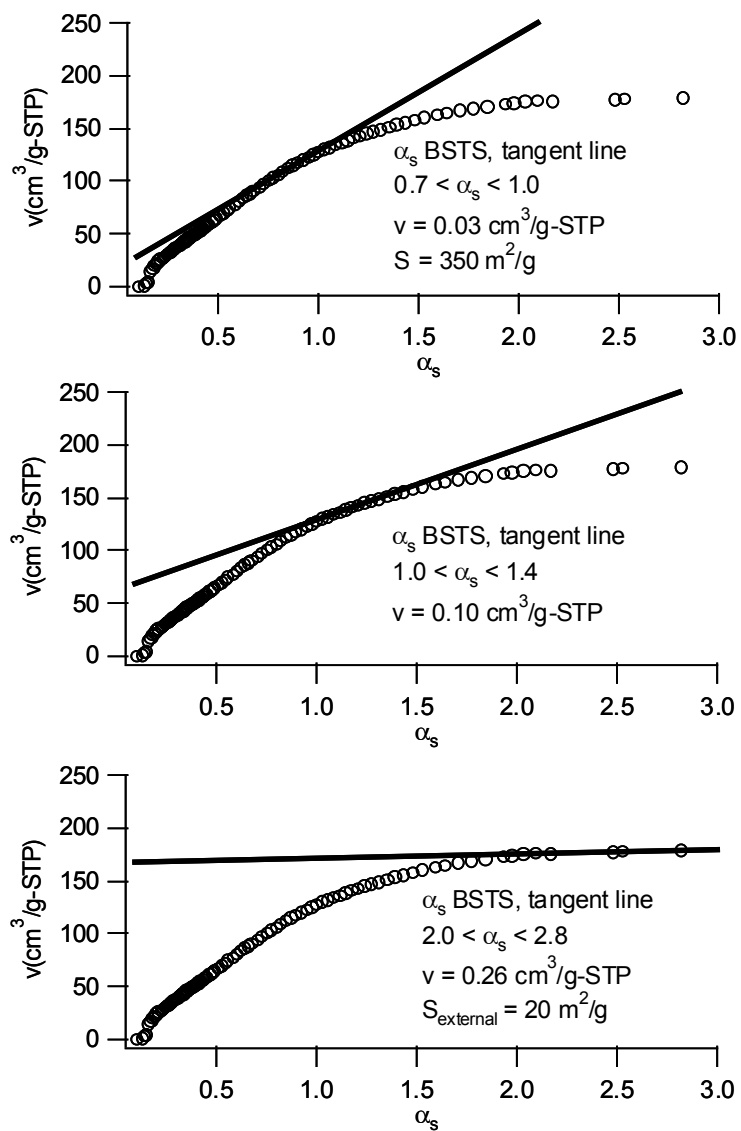 250
200
150
100
50
0
v(cm³/g-STP)
αs BSTS, tangent line
0.7 < αs < 1.0
v = 0.03 cm³/g-STP
S = 350 m²/g
0.5 1.0 1.5 2.0 2.5 3.0
αs
250
200
150
100
50
0
v(cm³/g-STP)
αs BSTS, tangent line
1.0 < αs < 1.4
v = 0.10 cm³/g-STP
0.5 1.0 1.5 2.0 2.5 3.0
αs
250
200
150
100
50
0
v(cm³/g-STP)
αs BSTS, tangent line
2.0 < αs < 2.8
v = 0.26 cm³/g-STP
Sexternal = 20 m²/g
0.5 1.0 1.5 2.0 2.5 3.0
αs